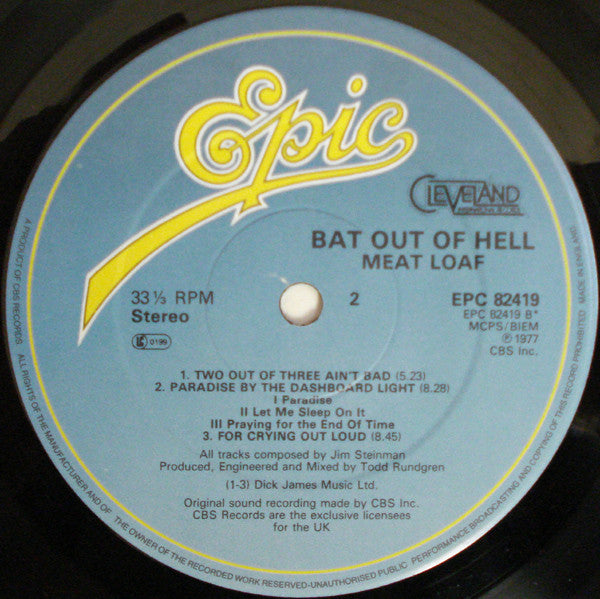 Epic
CLEVELAND
INTERNATIONAL
BAT OUT OF HELL
MEAT LOAF
33⅓ RPM
Stereo
LC 0199
2
EPC 82419
EPC 82419 B*
MCPS/BIEM
℗ 1977
CBS Inc.
1. TWO OUT OF THREE AIN'T BAD (5.23)
2. PARADISE BY THE DASHBOARD LIGHT (8.28)
I Paradise
II Let Me Sleep On It
III Praying for the End Of Time
3. FOR CRYING OUT LOUD (8.45)
All tracks composed by Jim Steinman
Produced, Engineered and Mixed by Todd Rundgren
(1-3) Dick James Music Ltd.
Original sound recording made by CBS Inc.
CBS Records are the exclusive licensees
for the UK
A PRODUCT OF CBS RECORDS ALL RIGHTS OF THE MANUFACTURER AND OF THE OWNER OF THE RECORDED WORK RESERVED-UNAUTHORISED PUBLIC PERFORMANCE BROADCASTING AND COPYING OF THIS RECORD PROHIBITED MADE IN ENGLAND